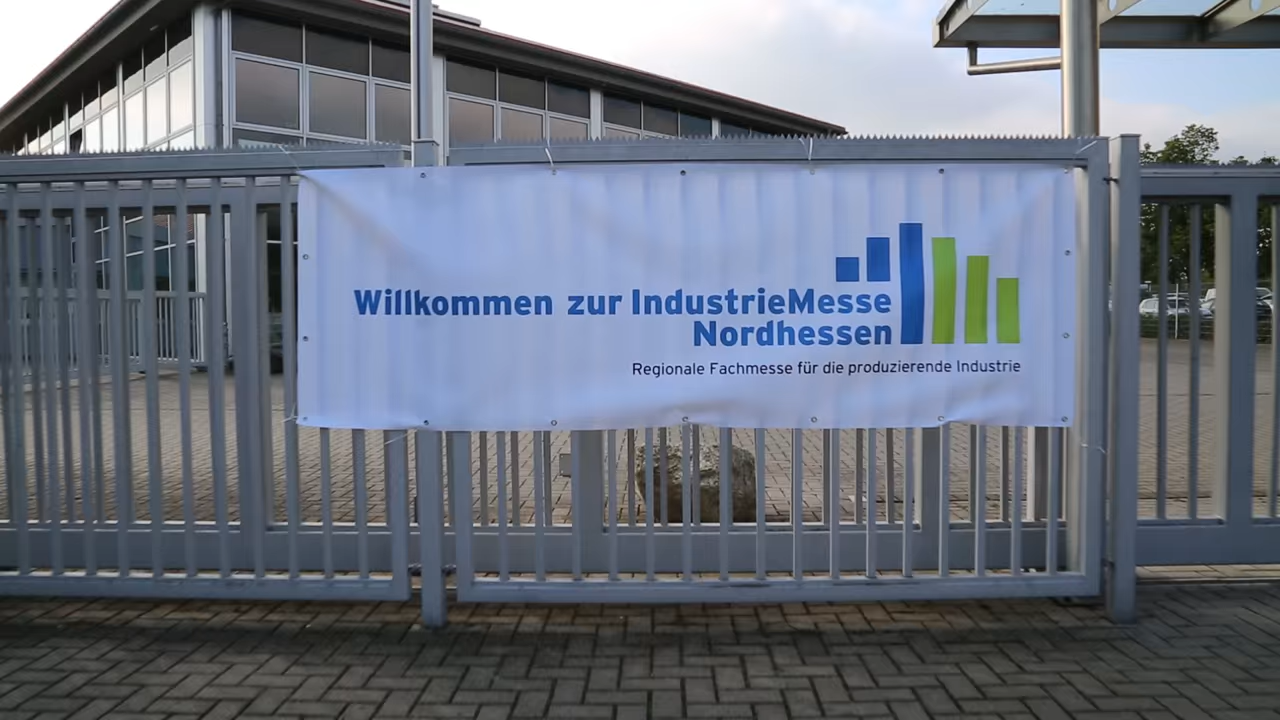 Willkommen zur IndustrieMesse
Nordhessen
Regionale Fachmesse für die produzierende Industrie